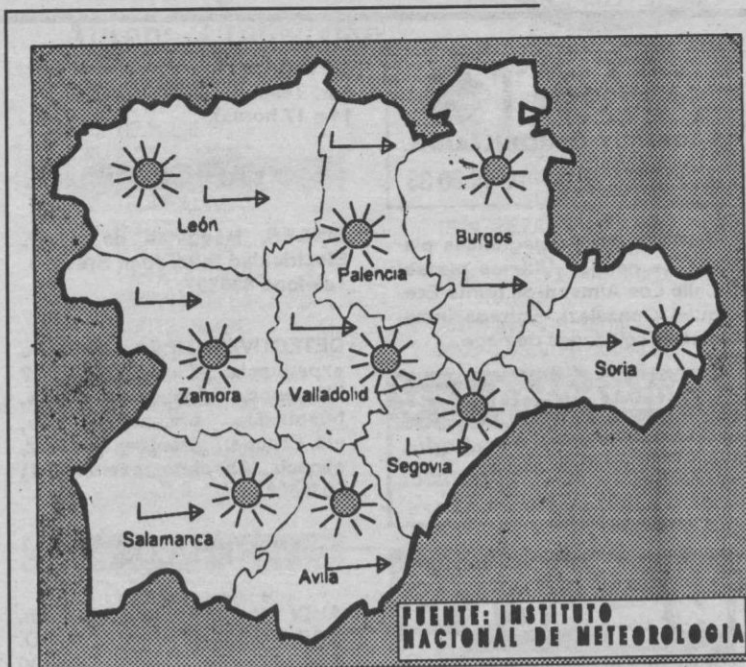 León
Burgos
Palencia
Soria
Zamora
Valladolid
Segovia
Salamanca
Avila
FUENTE: INSTITUTO
NACIONAL DE METEOROLOGIA